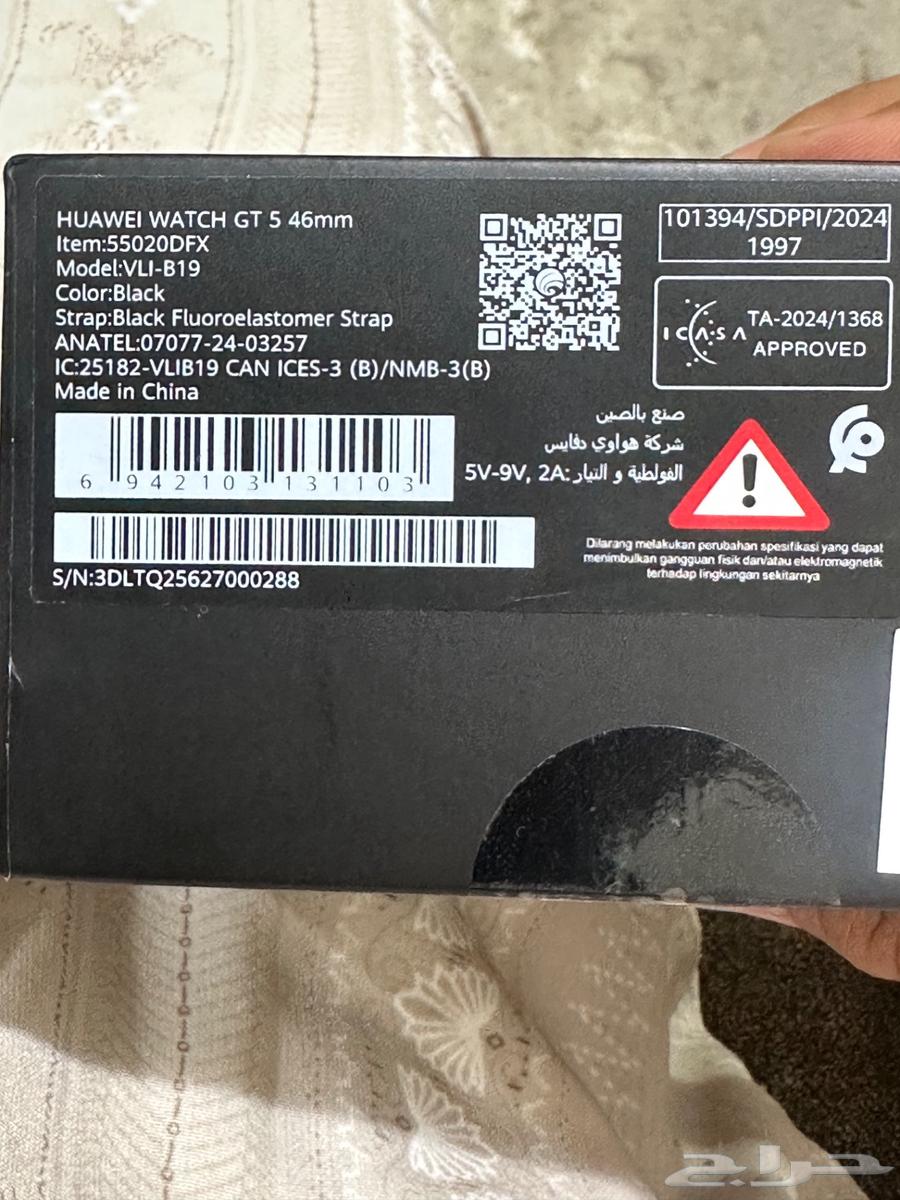 HUAWEI WATCH GT 5 46mm
Item:55020DFX
Model:VLI-B19
Color:Black
Strap:Black Fluoroelastomer Strap
ANATEL:07077-24-03257
IC:25182-VLIB19 CAN ICES-3 (B)/NMB-3(B)
Made in China
6 942103 131103
S/N:3DLTQ25627000288
101394/SDPPI/2024
1997
ICASA TA-2024/1368
APPROVED
صنع بالصين
شركة هواوي دفايس
الفولطية و التيار: 5V-9V, 2A
Dilarang melakukan perubahan spesifikasi yang dapat
menimbulkan gangguan fisik dan/atau elektromagnetik
terhadap lingkungan sekitarnya
حراج